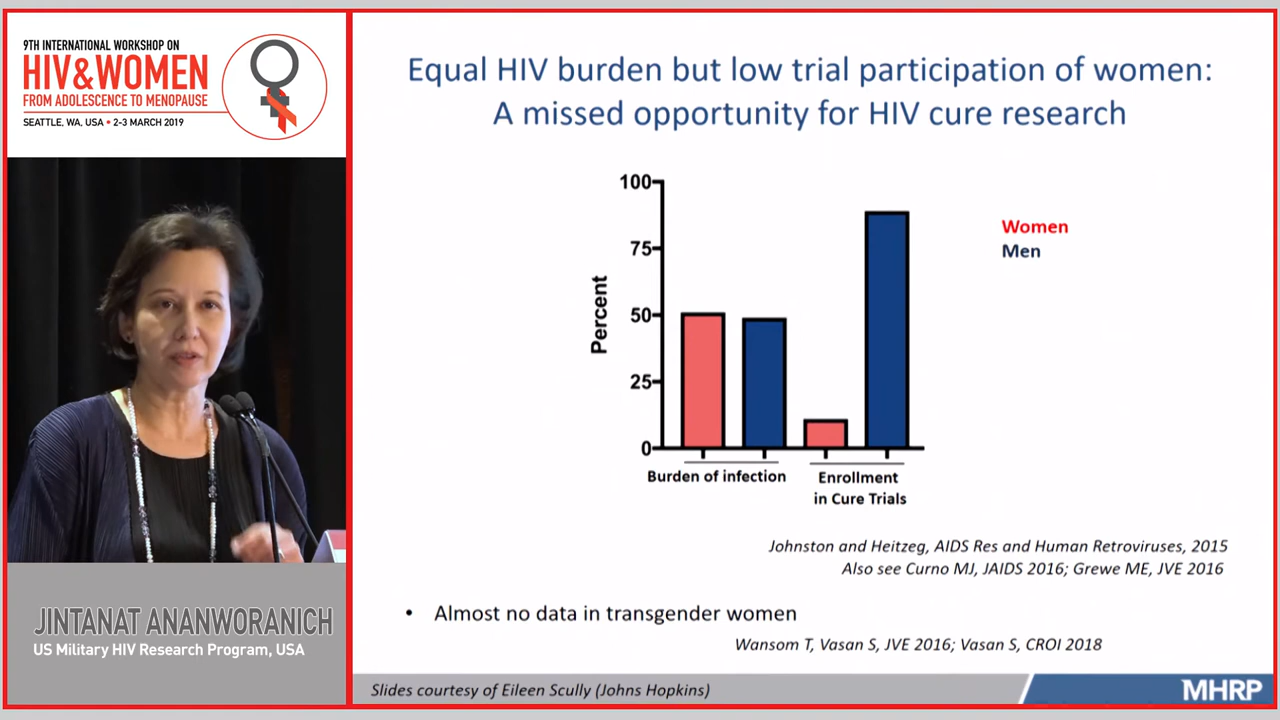 9TH INTERNATIONAL WORKSHOP ON
HIV&WOMEN
FROM ADOLESCENCE TO MENOPAUSE
SEATTLE, WA, USA • 2-3 MARCH 2019
JINTANAT ANANWORANICH
US Military HIV Research Program, USA
Equal HIV burden but low trial participation of women:
A missed opportunity for HIV cure research
100
75
50
25
0
Percent
Women
Men
Burden of infection
Enrollment
in Cure Trials
Johnston and Heitzeg, AIDS Res and Human Retroviruses, 2015
Also see Curno MJ, JAIDS 2016; Grewe ME, JVE 2016
• Almost no data in transgender women
Wansom T, Vasan S, JVE 2016; Vasan S, CROI 2018
Slides courtesy of Eileen Scully (Johns Hopkins)
MHRP